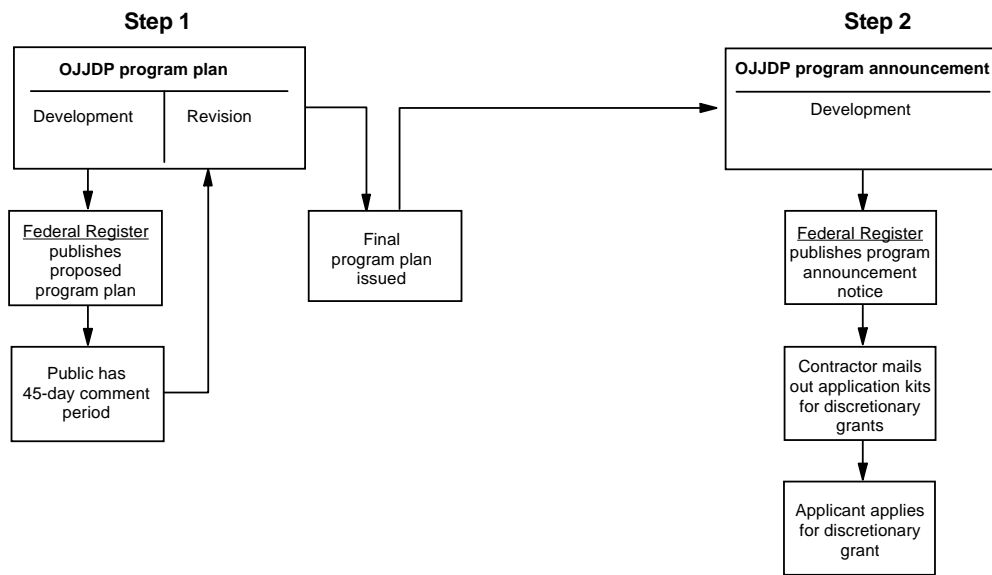 Step 1
OJJDP program plan
Development
Revision
Federal Register
publishes
proposed
program plan
Public has
45-day comment
period
Final
program plan
issued
Step 2
OJJDP program announcement
Development
Federal Register
publishes program
announcement
notice
Contractor mails
out application kits
for discretionary
grants
Applicant applies
for discretionary
grant